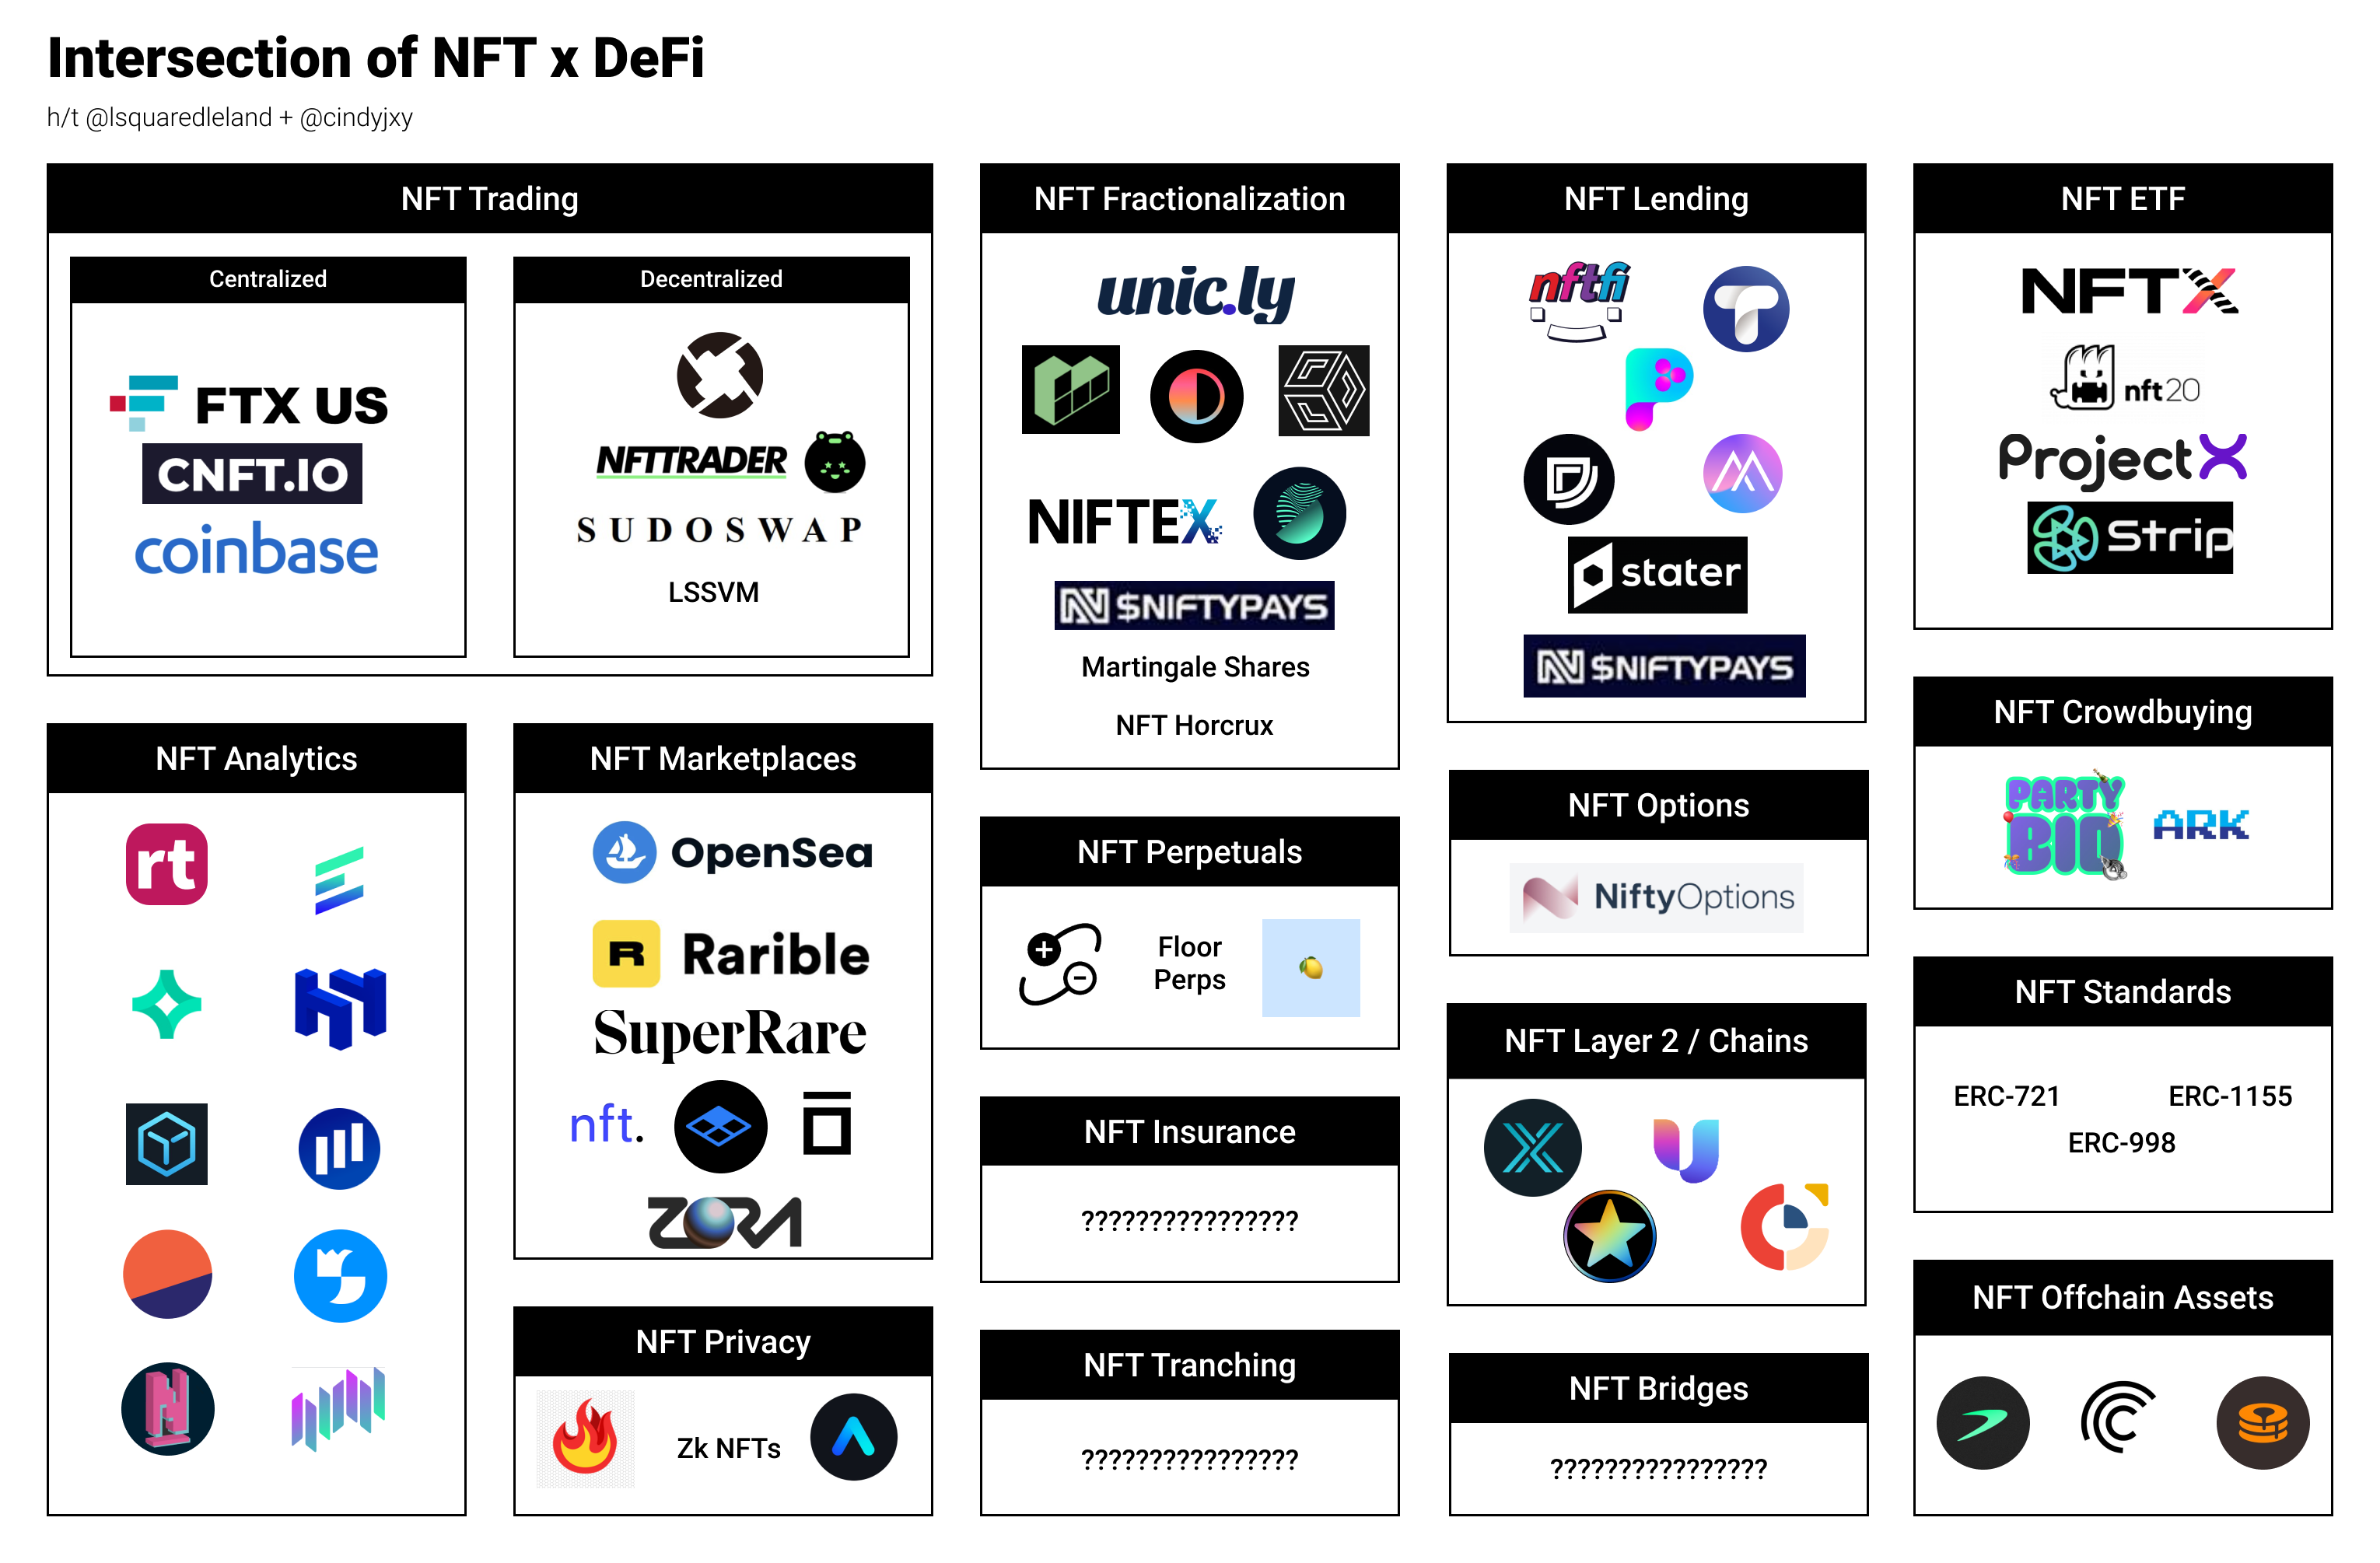 Intersection of NFT x DeFi
h/t @lsquaredleland + @cindyjxy
NFT Trading
Centralized
FTX US
CNFT.IO
coinbase
Decentralized
NFTTRADER
SUDOSWAP
LSSVM
NFT Fractionalization
unic.ly
NIFTEX
$NIFTYPAYS
Martingale Shares
NFT Horcrux
NFT Lending
nftfi
stater
$NIFTYPAYS
NFT ETF
NFTX
nft20
ProjectX
Strip
NFT Crowdbuying
PARTY
BID
ARK
NFT Analytics
rt
NFT Marketplaces
OpenSea
R Rarible
SuperRare
nft.
ZORA
NFT Perpetuals
Floor
Perps
NFT Options
NiftyOptions
NFT Standards
ERC-721
ERC-1155
ERC-998
NFT Insurance
????????????????
NFT Layer 2 / Chains
NFT Privacy
Zk NFTs
NFT Tranching
????????????????
NFT Bridges
????????????????
NFT Offchain Assets